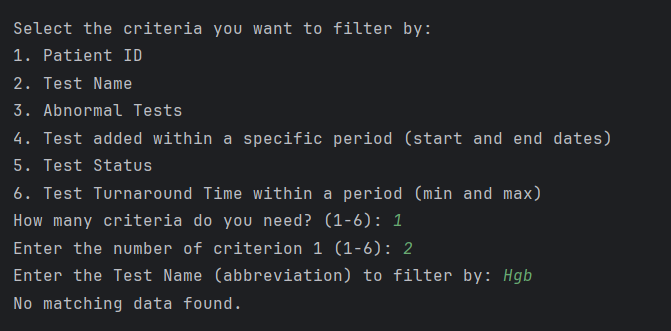 Select the criteria you want to filter by:
1. Patient ID
2. Test Name
3. Abnormal Tests
4. Test added within a specific period (start and end dates)
5. Test Status
6. Test Turnaround Time within a period (min and max)
How many criteria do you need? (1-6): 1
Enter the number of criterion 1 (1-6): 2
Enter the Test Name (abbreviation) to filter by: Hgb
No matching data found.